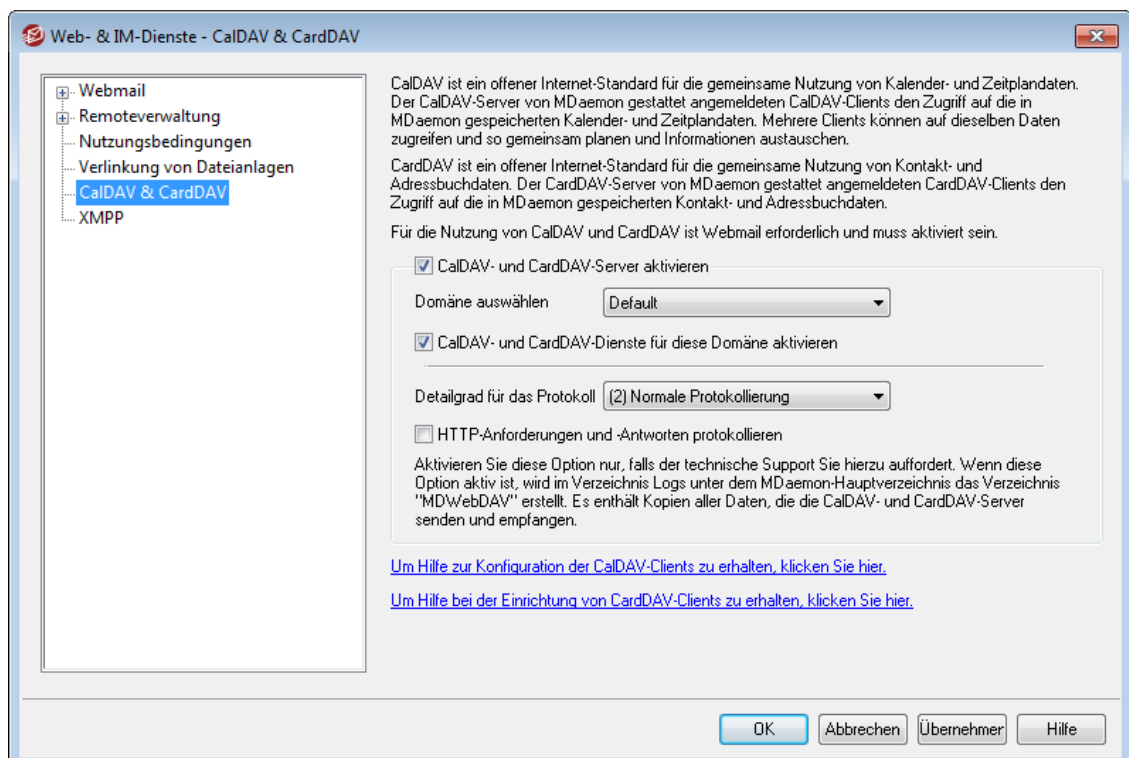 Web- & IM-Dienste - CalDAV & CardDAV
Webmail
Remoteverwaltung
Nutzungsbedingungen
Verlinkung von Dateianlagen
CalDAV & CardDAV
XMPP
CalDAV ist ein offener Internet-Standard für die gemeinsame Nutzung von Kalender- und Zeitplandaten.
Der CalDAV-Server von MDaemon gestattet angemeldeten CalDAV-Clients den Zugriff auf die in
MDaemon gespeicherten Kalender- und Zeitplandaten. Mehrere Clients können auf dieselben Daten
zugreifen und so gemeinsam planen und Informationen austauschen.
CardDAV ist ein offener Internet-Standard für die gemeinsame Nutzung von Kontakt- und
Adressbuchdaten. Der CardDAV-Server von MDaemon gestattet angemeldeten CardDAV-Clients den
Zugriff auf die in MDaemon gespeicherten Kontakt- und Adressbuchdaten.
Für die Nutzung von CalDAV und CardDAV ist Webmail erforderlich und muss aktiviert sein.
CalDAV- und CardDAV-Server aktivieren
Domäne auswählen Default
CalDAV- und CardDAV-Dienste für diese Domäne aktivieren
Detailgrad für das Protokoll (2) Normale Protokollierung
HTTP-Anforderungen und -Antworten protokollieren
Aktivieren Sie diese Option nur, falls der technische Support Sie hierzu auffordert. Wenn diese
Option aktiv ist, wird im Verzeichnis Logs unter dem MDaemon-Hauptverzeichnis das Verzeichnis
"MDWebDAV" erstellt. Es enthält Kopien aller Daten, die die CalDAV- und CardDAV-Server
senden und empfangen.
Um Hilfe zur Konfiguration der CalDAV-Clients zu erhalten, klicken Sie hier.
Um Hilfe bei der Einrichtung von CardDAV-Clients zu erhalten, klicken Sie hier.
OK Abbrechen Übernehmer Hilfe